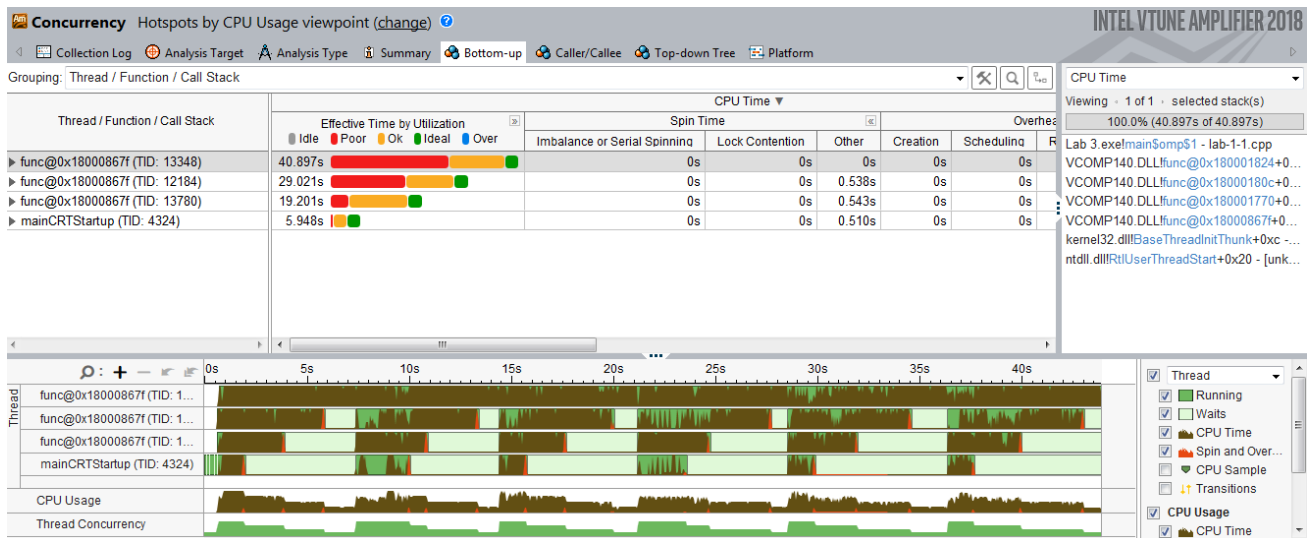 Concurrency Hotspots by CPU Usage viewpoint (change) ?
INTEL VTUNE AMPLIFIER 2018
Collection Log Analysis Target Analysis Type Summary Bottom-up Caller/Callee Top-down Tree Platform
Grouping: Thread / Function / Call Stack
CPU Time
Viewing 1 of 1 selected stack(s)
100.0% (40.897s of 40.897s)
Thread / Function / Call Stack
CPU Time ▼
Effective Time by Utilization
Idle Poor Ok Ideal Over
Spin Time
Overhea
Imbalance or Serial Spinning Lock Contention Other Creation Scheduling R
func@0x18000867f (TID: 13348) 40.897s 0s 0s 0s 0s 0s
func@0x18000867f (TID: 12184) 29.021s 0s 0s 0.538s 0s 0s
func@0x18000867f (TID: 13780) 19.201s 0s 0s 0.543s 0s 0s
mainCRTStartup (TID: 4324) 5.948s 0s 0s 0.510s 0s 0s
Lab 3.exe!main$omp$1 - lab-1-1.cpp
VCOMP140.DLL!func@0x180001824+0...
VCOMP140.DLL!func@0x18000180c+0...
VCOMP140.DLL!func@0x180001770+0...
VCOMP140.DLL!func@0x18000867f+0...
kernel32.dll!BaseThreadInitThunk+0xc -...
ntdll.dll!RtlUserThreadStart+0x20 - [unk...
0s 5s 10s 15s 20s 25s 30s 35s 40s
Thread
func@0x18000867f (TID: 1...
func@0x18000867f (TID: 1...
func@0x18000867f (TID: 1...
mainCRTStartup (TID: 4324)
CPU Usage
Thread Concurrency
Thread
Running
Waits
CPU Time
Spin and Over...
CPU Sample
Transitions
CPU Usage
CPU Time